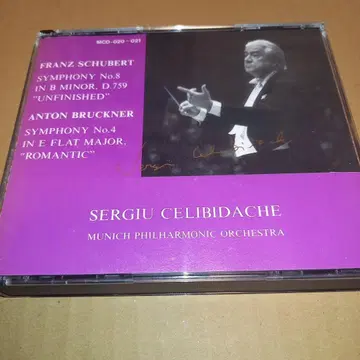 MCD-020-021
FRANZ SCHUBERT
SYMPHONY No.8
IN B MINOR, D.759
"UNFINISHED"
ANTON BRUCKNER
SYMPHONY No.4
IN E FLAT MAJOR,
"ROMANTIC"
SERGIU CELIBIDACHE
MUNICH PHILHARMONIC ORCHESTRA